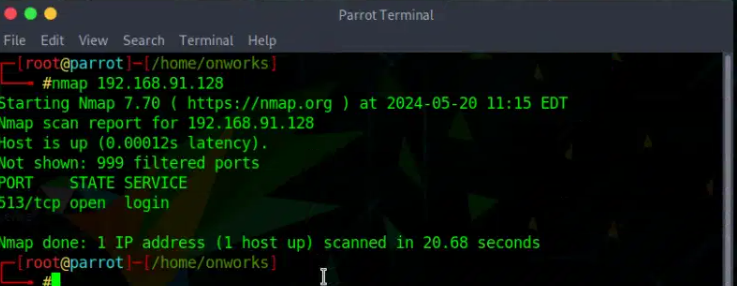 Parrot Terminal
File Edit View Search Terminal Help
┌─[root@parrot]─[/home/onworks]
└──╼ #nmap 192.168.91.128
Starting Nmap 7.70 ( https://nmap.org ) at 2024-05-20 11:15 EDT
Nmap scan report for 192.168.91.128
Host is up (0.00012s latency).
Not shown: 999 filtered ports
PORT    STATE SERVICE
513/tcp open  login
Nmap done: 1 IP address (1 host up) scanned in 20.68 seconds
┌─[root@parrot]─[/home/onworks]
└──╼ #